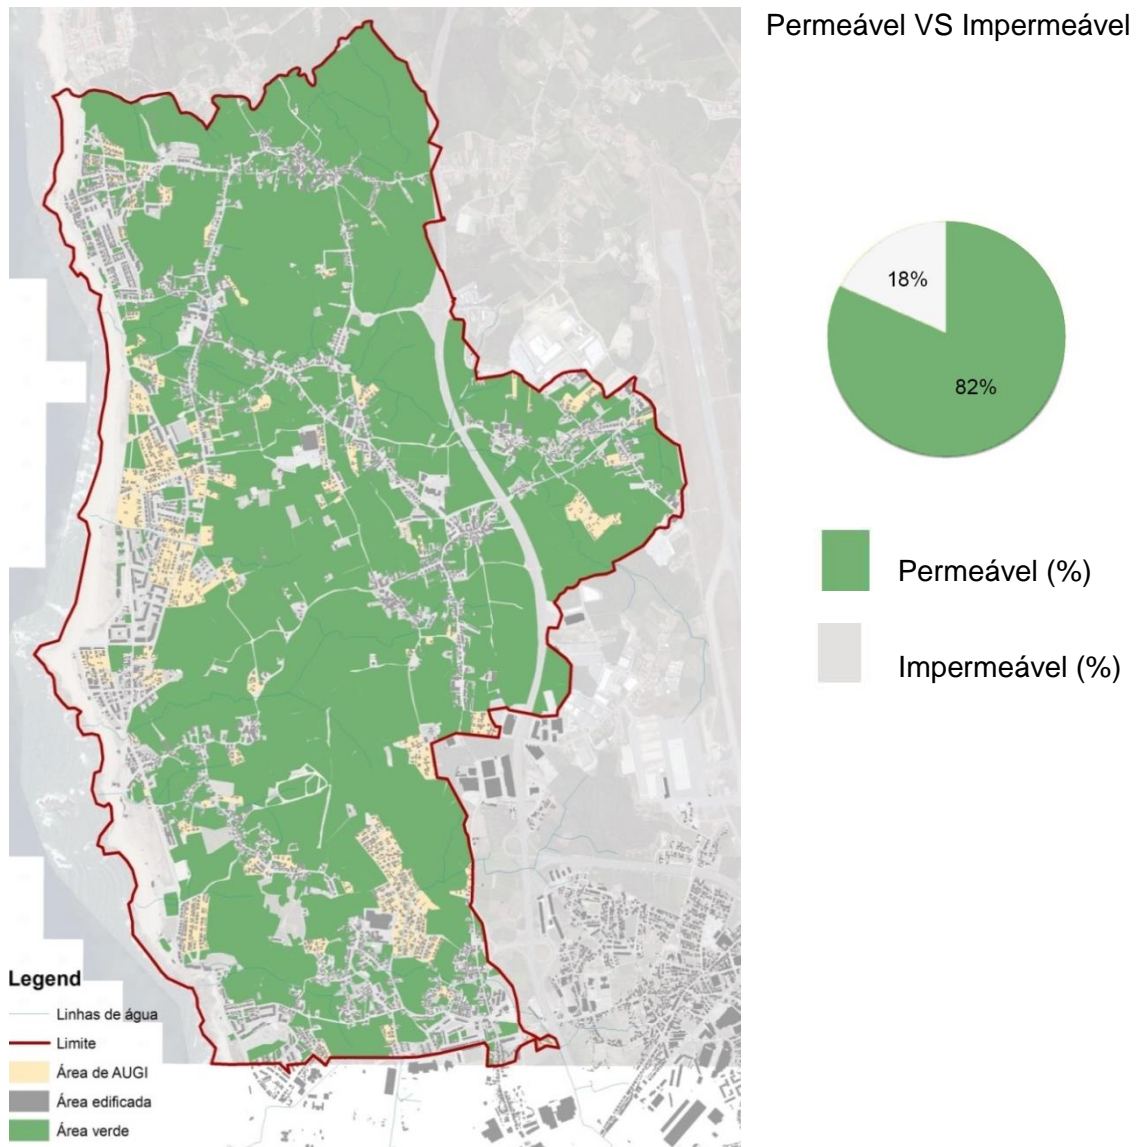 Permeável VS Impermeável
18%
82%
Permeável (%)
Impermeável (%)
Legend
Linhas de água
Limite
Área de AUGI
Área edificada
Área verde